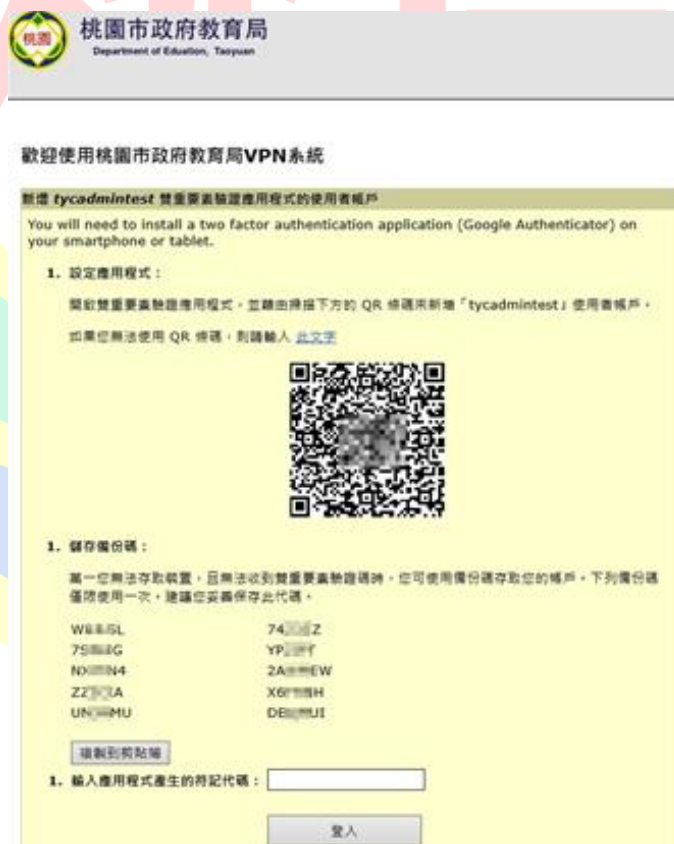 桃園
桃園市政府教育局
Department of Eduation, Taoyuan
歡迎使用桃園市政府教育局VPN系統
新增 tycadmintest 雙重要素驗證應用程式的使用者帳戶
You will need to install a two factor authentication application (Google Authenticator) on
your smartphone or tablet.
1. 設定應用程式：
開啟雙重要素驗證應用程式，並藉由掃描下方的 QR 條碼來新增「tycadmintest」使用者帳戶。
如果您無法使用 QR 條碼，則請輸入 此文字
1. 儲存備份碼：
萬一您無法存取裝置，且無法收到雙重要素驗證碼時，您可使用備份碼存取您的帳戶。下列備份碼
僅限使用一次，建議您妥善保存此代碼。
複製到剪貼簿
1. 輸入應用程式產生的符記代碼：
登入